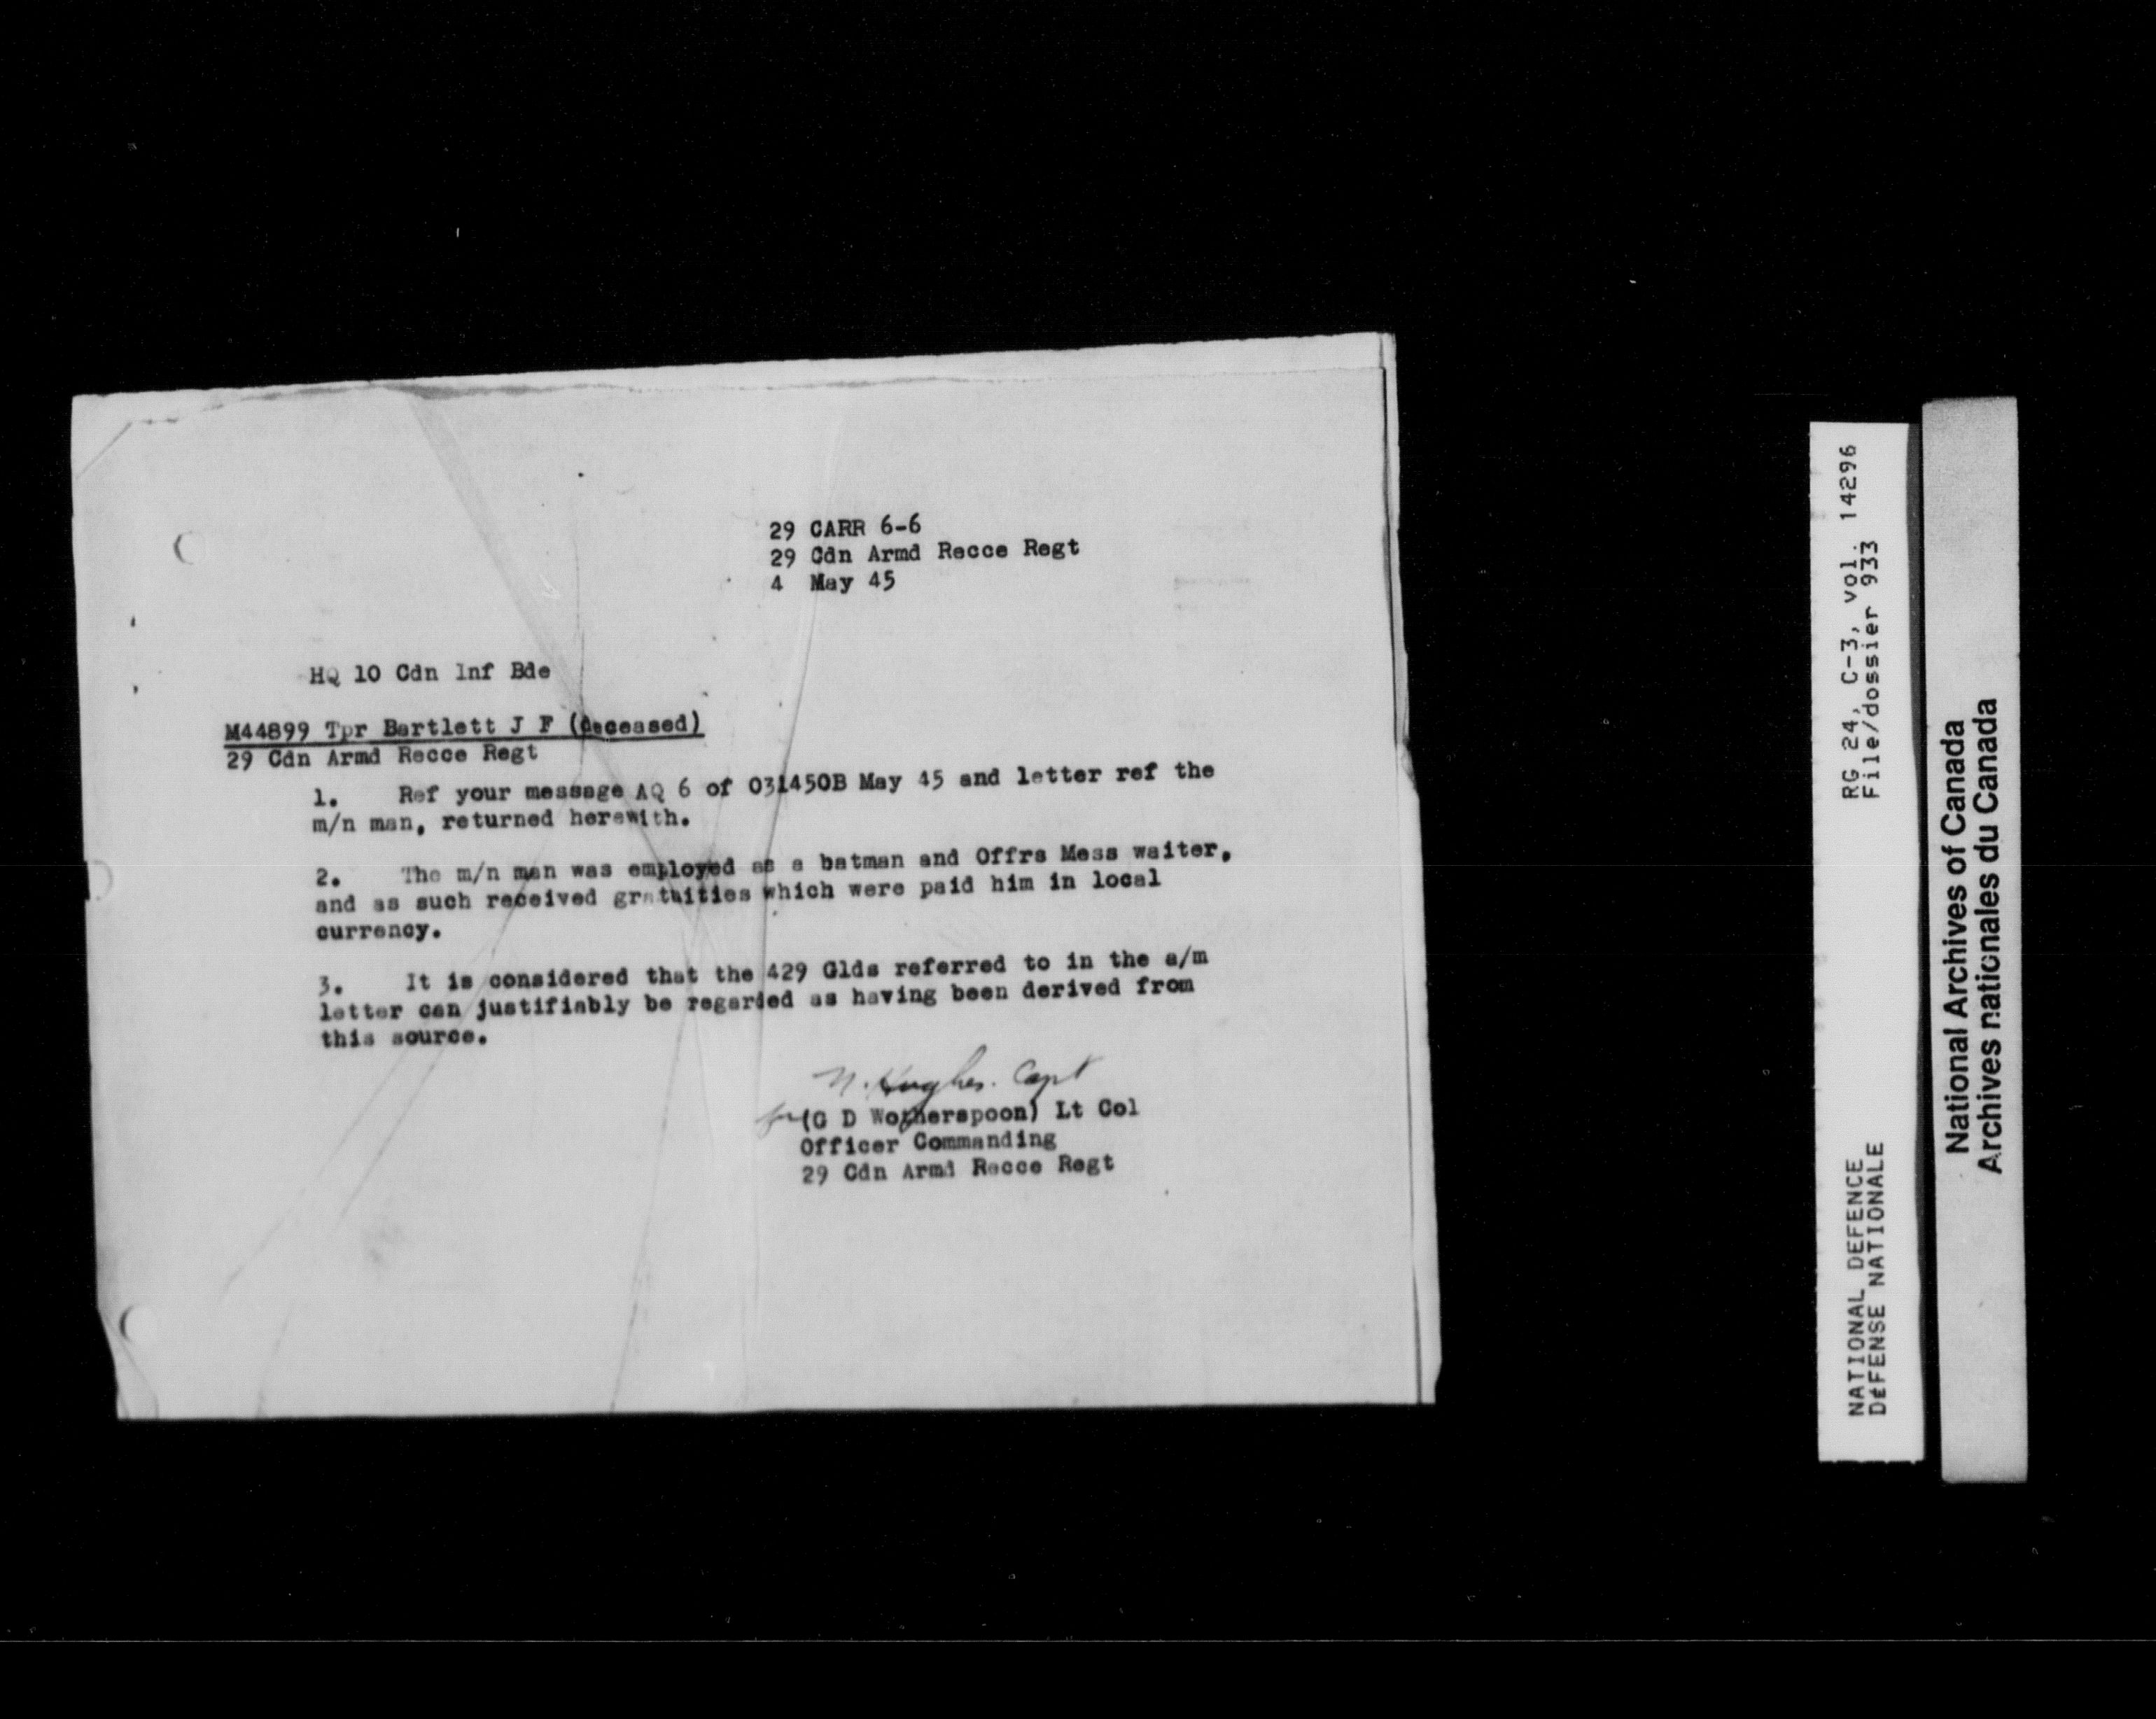 29 CARR 6-6
29 Cdn Armd Recce Regt
4 May 45
HQ 10 Cdn Inf Bde
M44899 Tpr Bartlett J F (deceased)
29 Cdn Armd Recce Regt
1. Ref your message AQ 6 of 031450B May 45 and letter ref the
m/n man, returned herewith.
2. The m/n man was employed as a batman and Offrs Mess waiter,
and as such received gratuities which were paid him in local
currency.
3. It is considered that the 429 Glds referred to in the a/m
letter can justifiably be regarded as having been derived from
this source.
N. Hughes. Capt
for (G D Wotherspoon) Lt Col
Officer Commanding
29 Cdn Armd Recce Regt
RG 24, C-3, vol. 14296
File/dossier 933
NATIONAL DEFENCE
DéFENSE NATIONALE
National Archives of Canada
Archives nationales du Canada